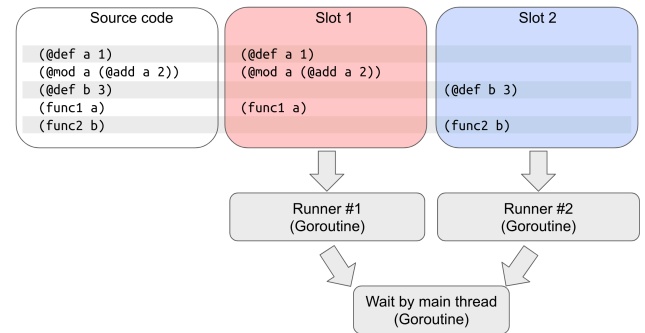 Source code
Slot 1
Slot 2
(@def a 1)
(@def a 1)
(@mod a (@add a 2))
(@mod a (@add a 2))
(@def b 3)
(@def b 3)
(func1 a)
(func1 a)
(func2 b)
(func2 b)
Runner #1
(Goroutine)
Runner #2
(Goroutine)
Wait by main thread
(Goroutine)